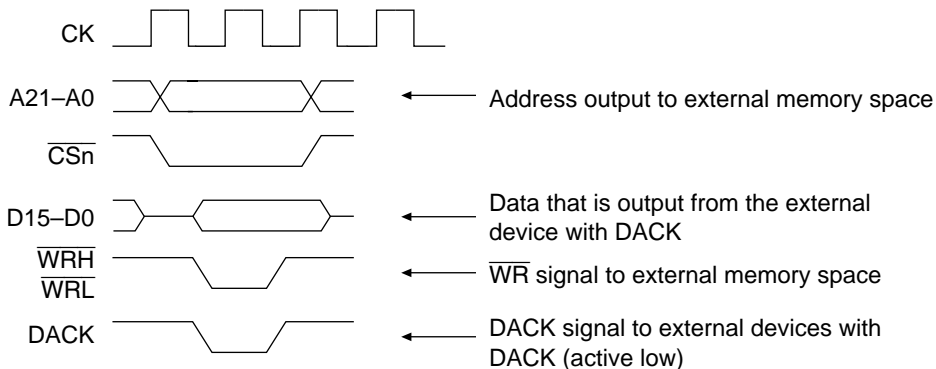 CK
A21–A0
Address output to external memory space
CSn
D15–D0
Data that is output from the external
device with DACK
WRH
WRL
WR signal to external memory space
DACK
DACK signal to external devices with
DACK (active low)